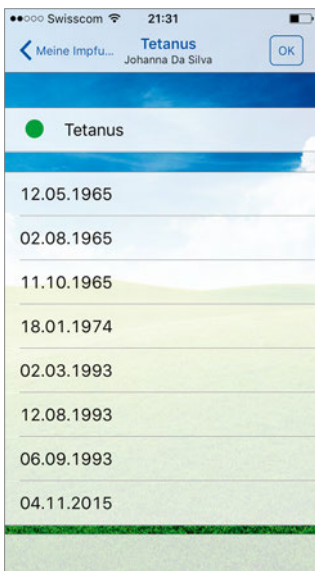 Swisscom 21:31
Meine Impfu... Tetanus OK
Johanna Da Silva
Tetanus
12.05.1965
02.08.1965
11.10.1965
18.01.1974
02.03.1993
12.08.1993
06.09.1993
04.11.2015